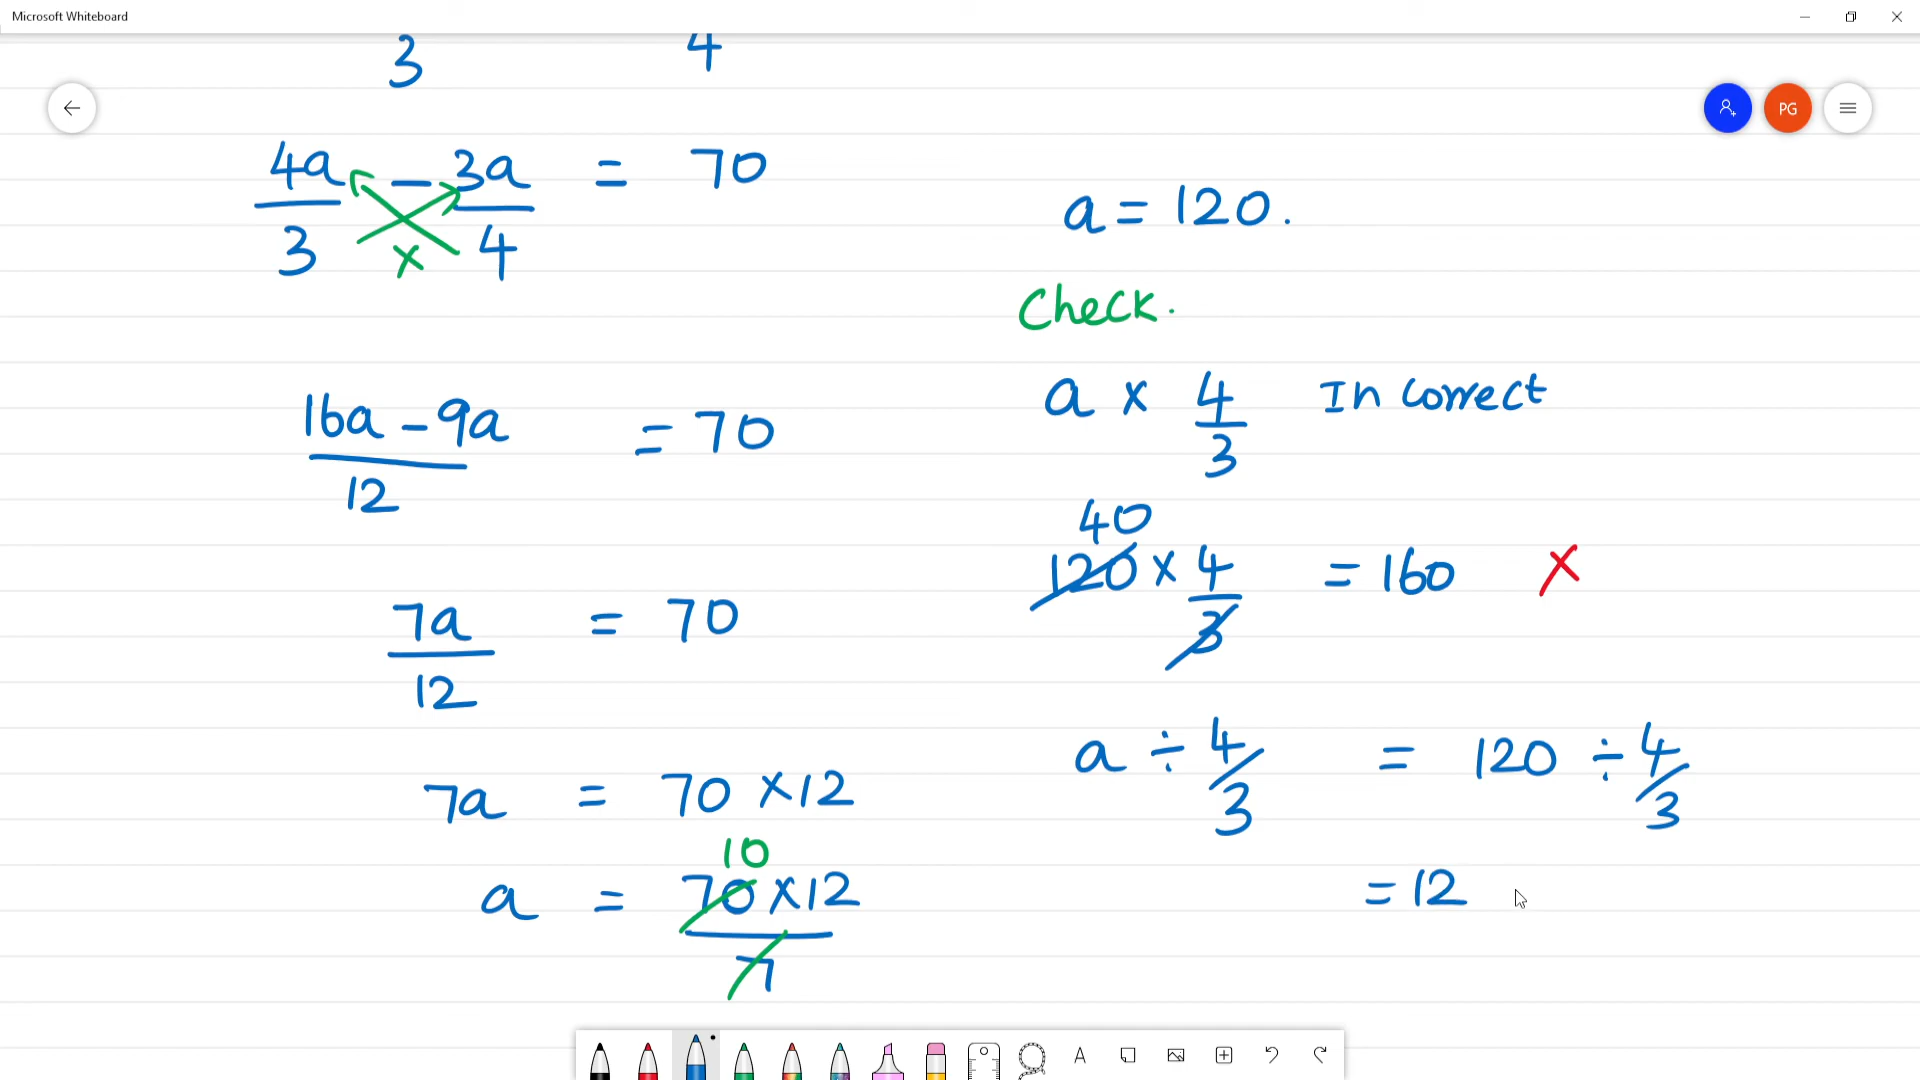 Microsoft Whiteboard
3 4
PG
4a/3 - 3a/4 = 70
×
16a - 9a
12
= 70
7a/12 = 70
7a = 70 × 12
10
a = 70 × 12
7
a = 120.
Check.
a × 4/3 In correct
40
120 × 4/3 = 160 ×
a ÷ 4/3 = 120 ÷ 4/3
= 12
A